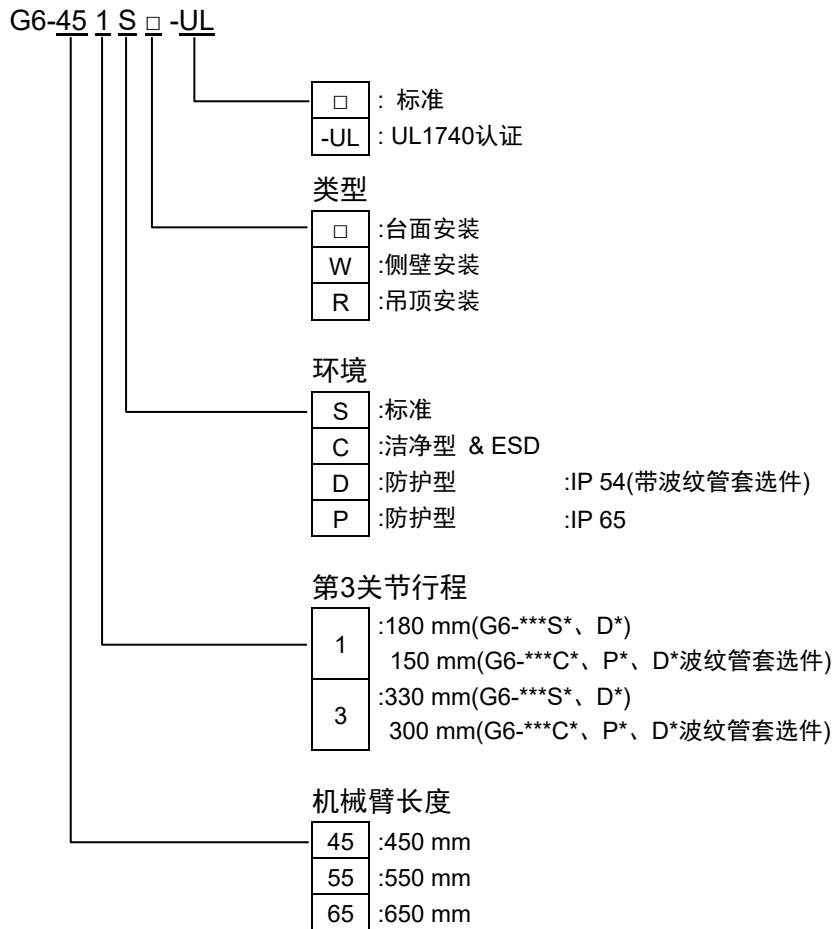 G6-45 1 S □ -UL
□ : 标准
-UL : UL1740认证
类型
□ :台面安装
W :侧壁安装
R :吊顶安装
环境
S :标准
C :洁净型 & ESD
D :防护型 :IP 54(带波纹管套选件)
P :防护型 :IP 65
第3关节行程
1 :180 mm(G6-***S*、D*)
150 mm(G6-***C*、P*、D*波纹管套选件)
3 :330 mm(G6-***S*、D*)
300 mm(G6-***C*、P*、D*波纹管套选件)
机械臂长度
45 :450 mm
55 :550 mm
65 :650 mm